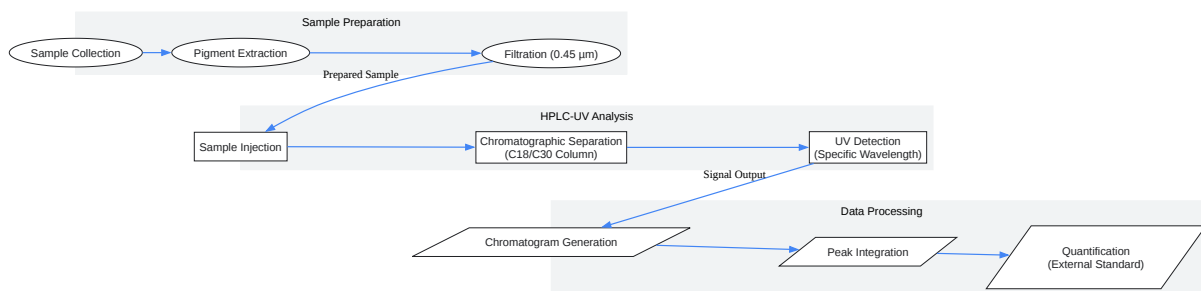 Sample Preparation
Sample Collection
Pigment Extraction
Filtration (0.45 µm)
Prepared Sample
HPLC-UV Analysis
Sample Injection
Chromatographic Separation
(C18/C30 Column)
UV Detection
(Specific Wavelength)
Signal Output
Data Processing
Chromatogram Generation
Peak Integration
Quantification
(External Standard)